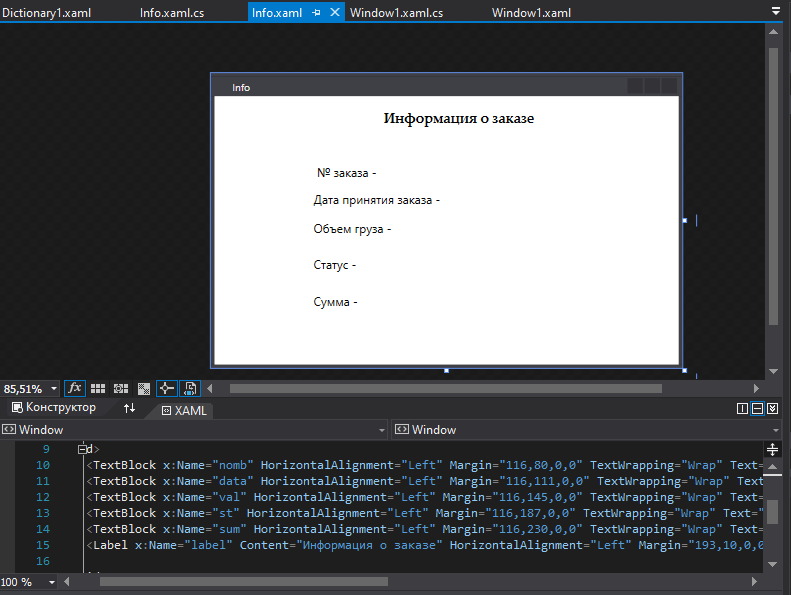 Dictionary1.xaml Info.xaml.cs Info.xaml Window1.xaml.cs Window1.xaml
Info
Информация о заказе
№ заказа -
Дата принятия заказа -
Объем груза -
Статус -
Сумма -
85,51% fx
Конструктор XAML
Window Window
9 d>
10 <TextBlock x:Name="nomb" HorizontalAlignment="Left" Margin="116,80,0,0" TextWrapping="Wrap" Text=
11 <TextBlock x:Name="data" HorizontalAlignment="Left" Margin="116,111,0,0" TextWrapping="Wrap" Text
12 <TextBlock x:Name="val" HorizontalAlignment="Left" Margin="116,145,0,0" TextWrapping="Wrap" Text="
13 <TextBlock x:Name="st" HorizontalAlignment="Left" Margin="116,187,0,0" TextWrapping="Wrap" Text="
14 <TextBlock x:Name="sum" HorizontalAlignment="Left" Margin="116,230,0,0" TextWrapping="Wrap" Text="
15 <Label x:Name="label" Content="Информация о заказе" HorizontalAlignment="Left" Margin="193,10,0,0
16
100 %